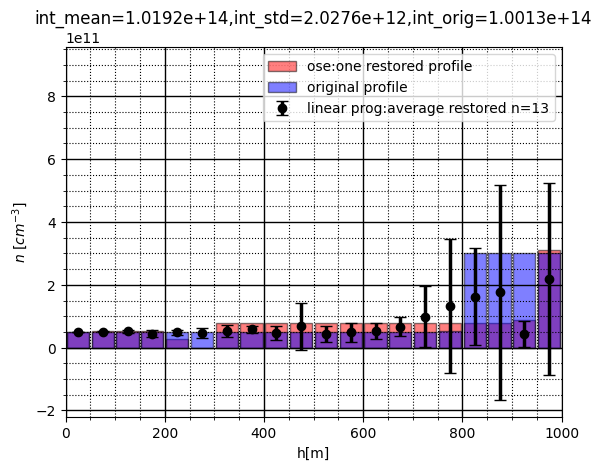 int_mean=1.0192e+14,int_std=2.0276e+12,int_orig=1.0013e+14
1e11
ose:one restored profile
original profile
linear prog:average restored n=13
8
6
4
2
0
−2
n [cm⁻³]
0 200 400 600 800 1000
h[m]